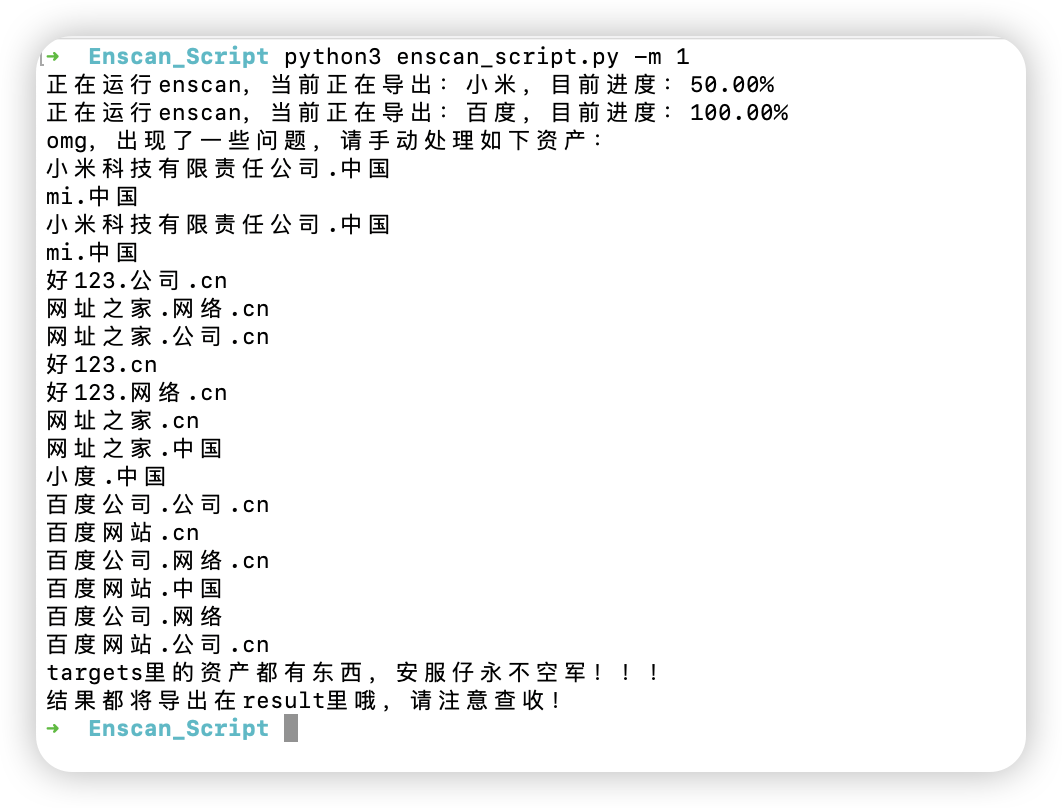 ➜  Enscan_Script python3 enscan_script.py -m 1
正在运行enscan，当前正在导出：小米，目前进度：50.00%
正在运行enscan，当前正在导出：百度，目前进度：100.00%
omg，出现了一些问题，请手动处理如下资产：
小米科技有限责任公司.中国
mi.中国
小米科技有限责任公司.中国
mi.中国
好123.公司.cn
网址之家.网络.cn
网址之家.公司.cn
好123.cn
好123.网络.cn
网址之家.cn
网址之家.中国
小度.中国
百度公司.公司.cn
百度网站.cn
百度公司.网络.cn
百度网站.中国
百度公司.网络
百度网站.公司.cn
targets里的资产都有东西，安服仔永不空军！！！
结果都将导出在result里哦，请注意查收！
➜  Enscan_Script